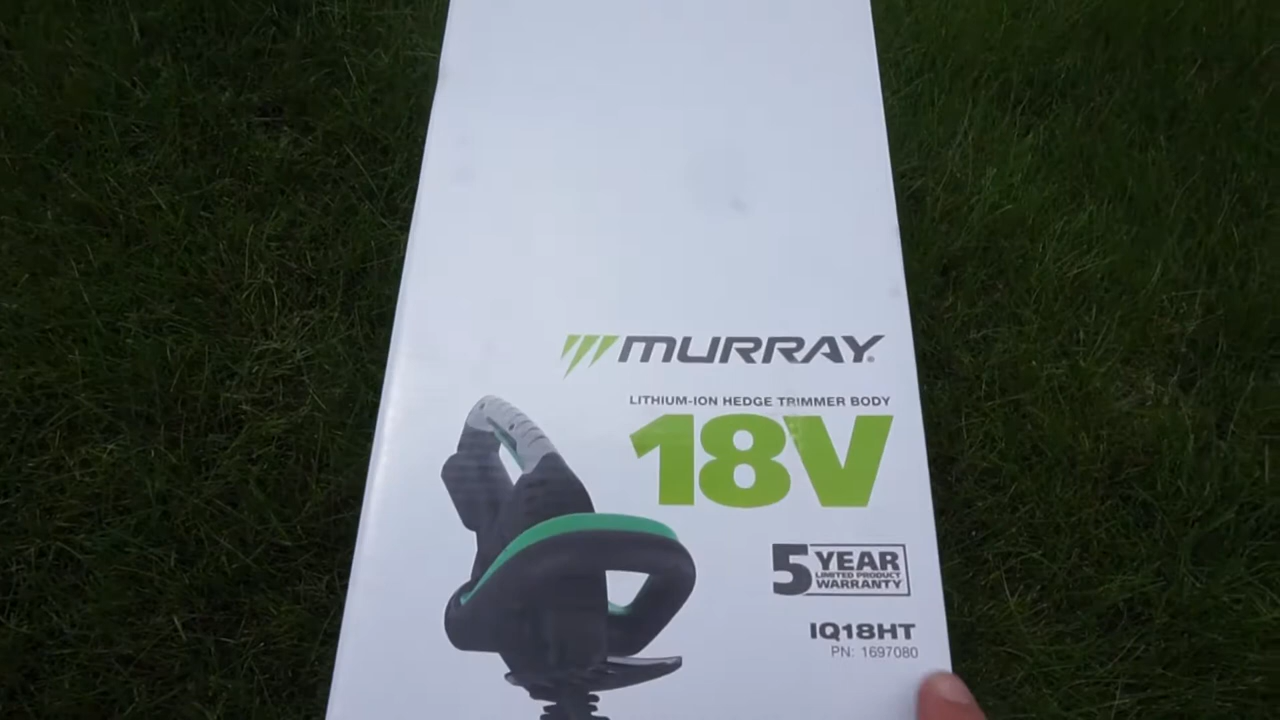 MURRAY
LITHIUM-ION HEDGE TRIMMER BODY
18V
5 YEAR
LIMITED PRODUCT
WARRANTY
IQ18HT
PN: 1697080